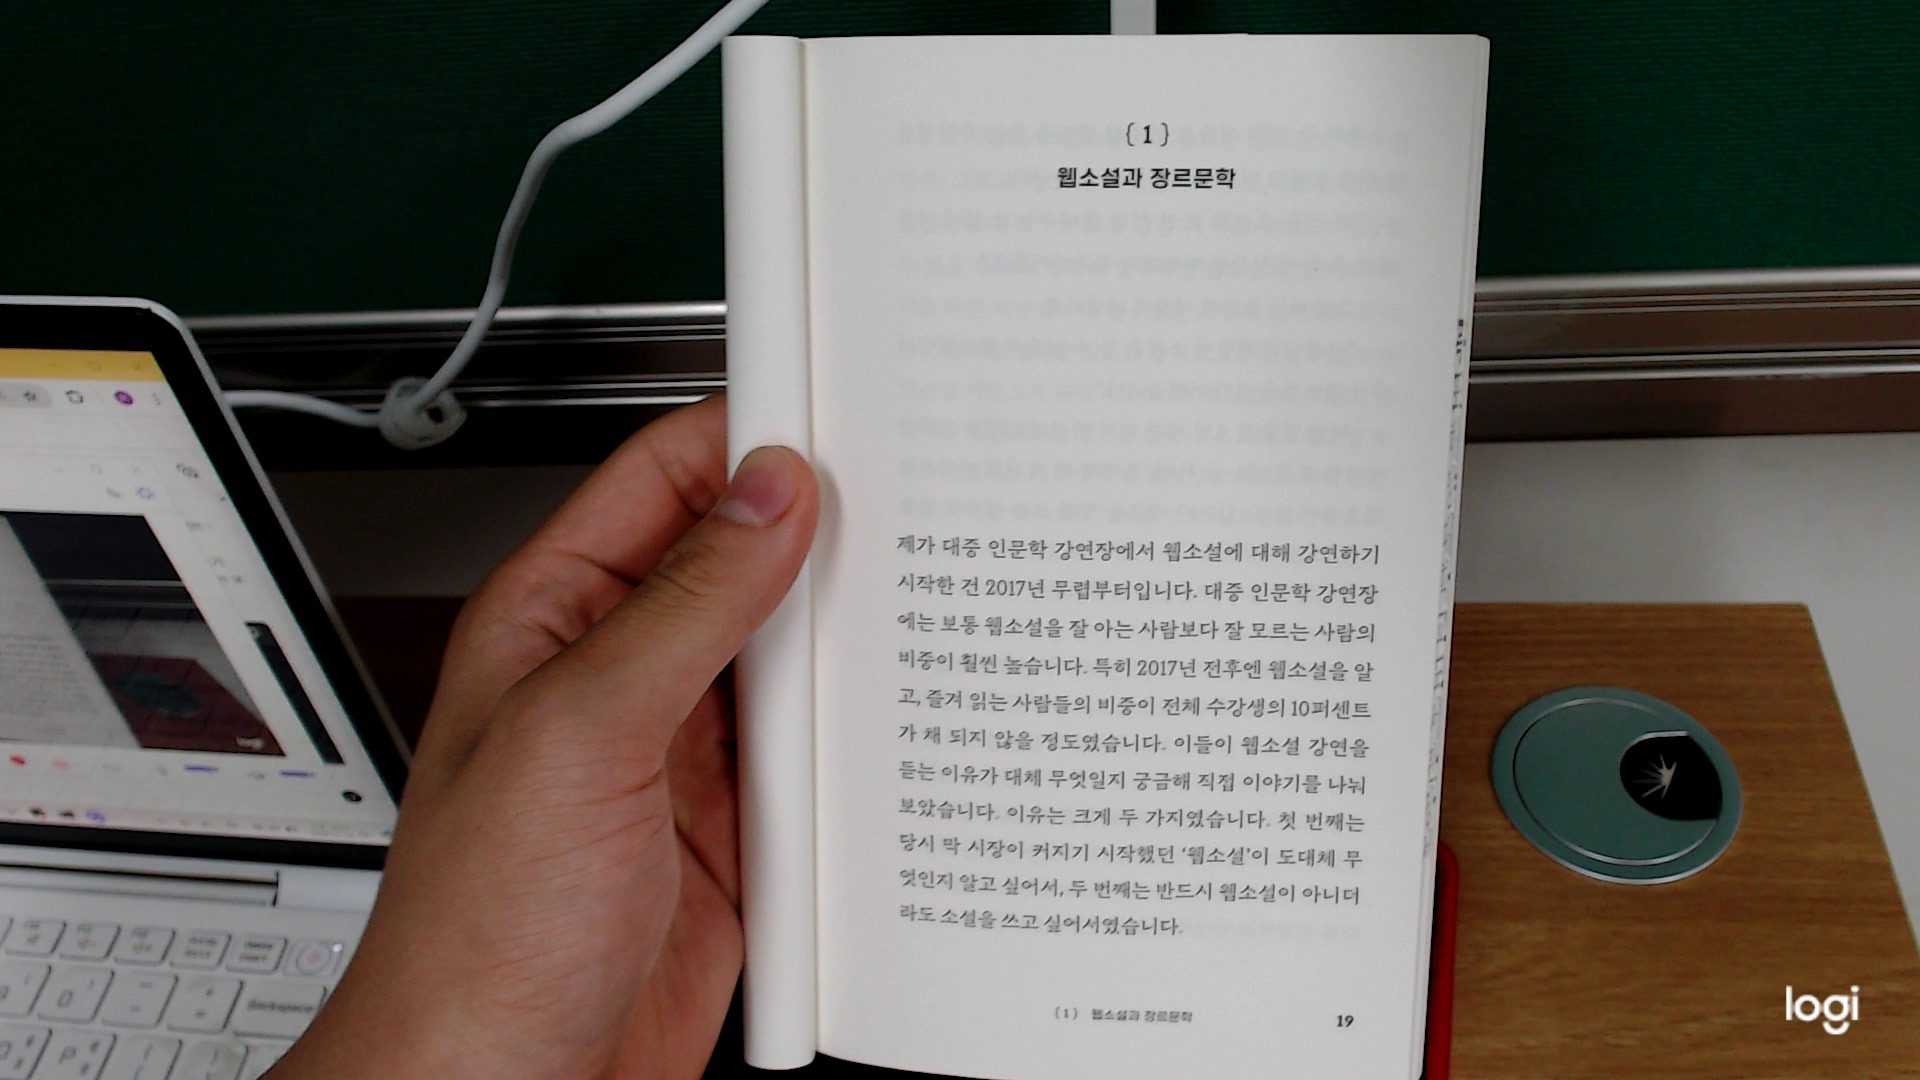 {1}
웹소설과 장르문학
제가 대중 인문학 강연장에서 웹소설에 대해 강연하기
시작한 건 2017년 무렵부터입니다. 대중 인문학 강연장
에는 보통 웹소설을 잘 아는 사람보다 잘 모르는 사람의
비중이 훨씬 높습니다. 특히 2017년 전후엔 웹소설을 알
고, 즐겨 읽는 사람들의 비중이 전체 수강생의 10퍼센트
가 채 되지 않을 정도였습니다. 이들이 웹소설 강연을
듣는 이유가 대체 무엇일지 궁금해 직접 이야기를 나눠
보았습니다. 이유는 크게 두 가지였습니다. 첫 번째는
당시 막 시장이 커지기 시작했던 ‘웹소설’이 도대체 무
엇인지 알고 싶어서, 두 번째는 반드시 웹소설이 아니더
라도 소설을 쓰고 싶어서였습니다.
{1} 웹소설과 장르문학
19
Backspace
P
logi